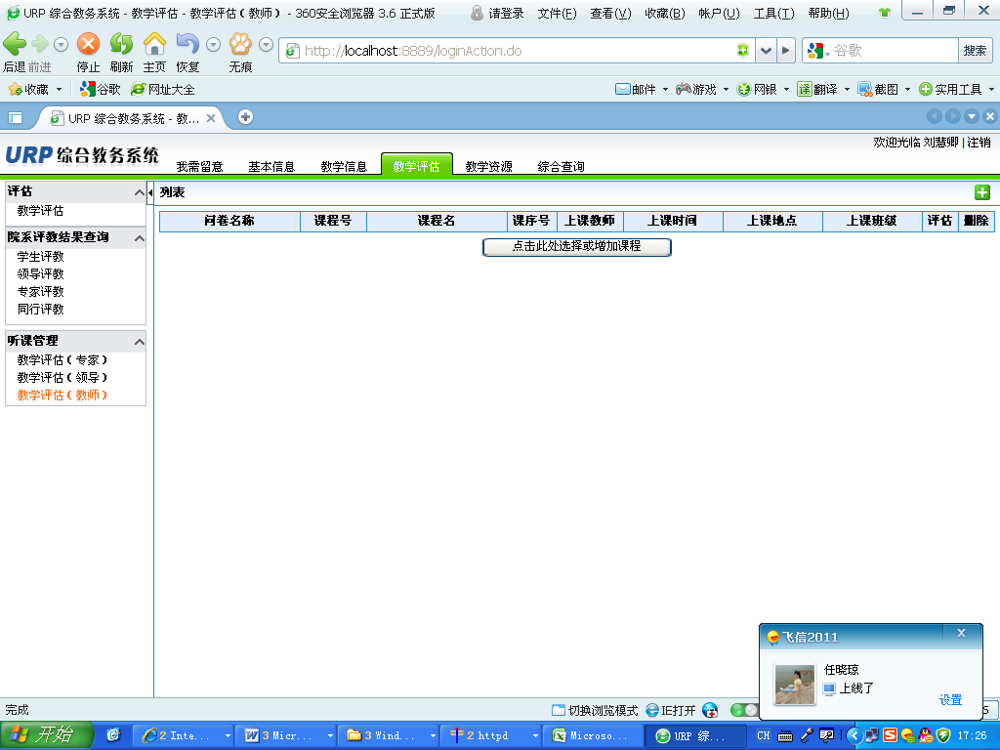 URP 综合教务系统 - 教学评估 - 教学评估（教师） - 360安全浏览器 3.6 正式版
请登录 文件(F) 查看(V) 收藏(B) 帐户(U) 工具(T) 帮助(H)
后退 前进 停止 刷新 主页 恢复 无痕
http://localhost:8889/loginAction.do
谷歌 搜索
收藏 谷歌 网址大全 邮件 游戏 网银 翻译 截图 实用工具
URP 综合教务系统 - 教...
欢迎光临 刘慧卿 | 注销
URP 综合教务系统
我需留意 基本信息 教学信息 教学评估 教学资源 综合查询
评估
教学评估
院系评教结果查询
学生评教
领导评教
专家评教
同行评教
听课管理
教学评估（专家）
教学评估（领导）
教学评估（教师）
列表
问卷名称 课程号 课程名 课序号 上课教师 上课时间 上课地点 上课班级 评估 删除
点击此处选择或增加课程
飞信2011
任晓琼
上线了
设置
完成
切换浏览模式 IE打开
开始 2 Inte... W 3 Micr... 3 Wind... 2 httpd Microso... URP 综... CH 17:26